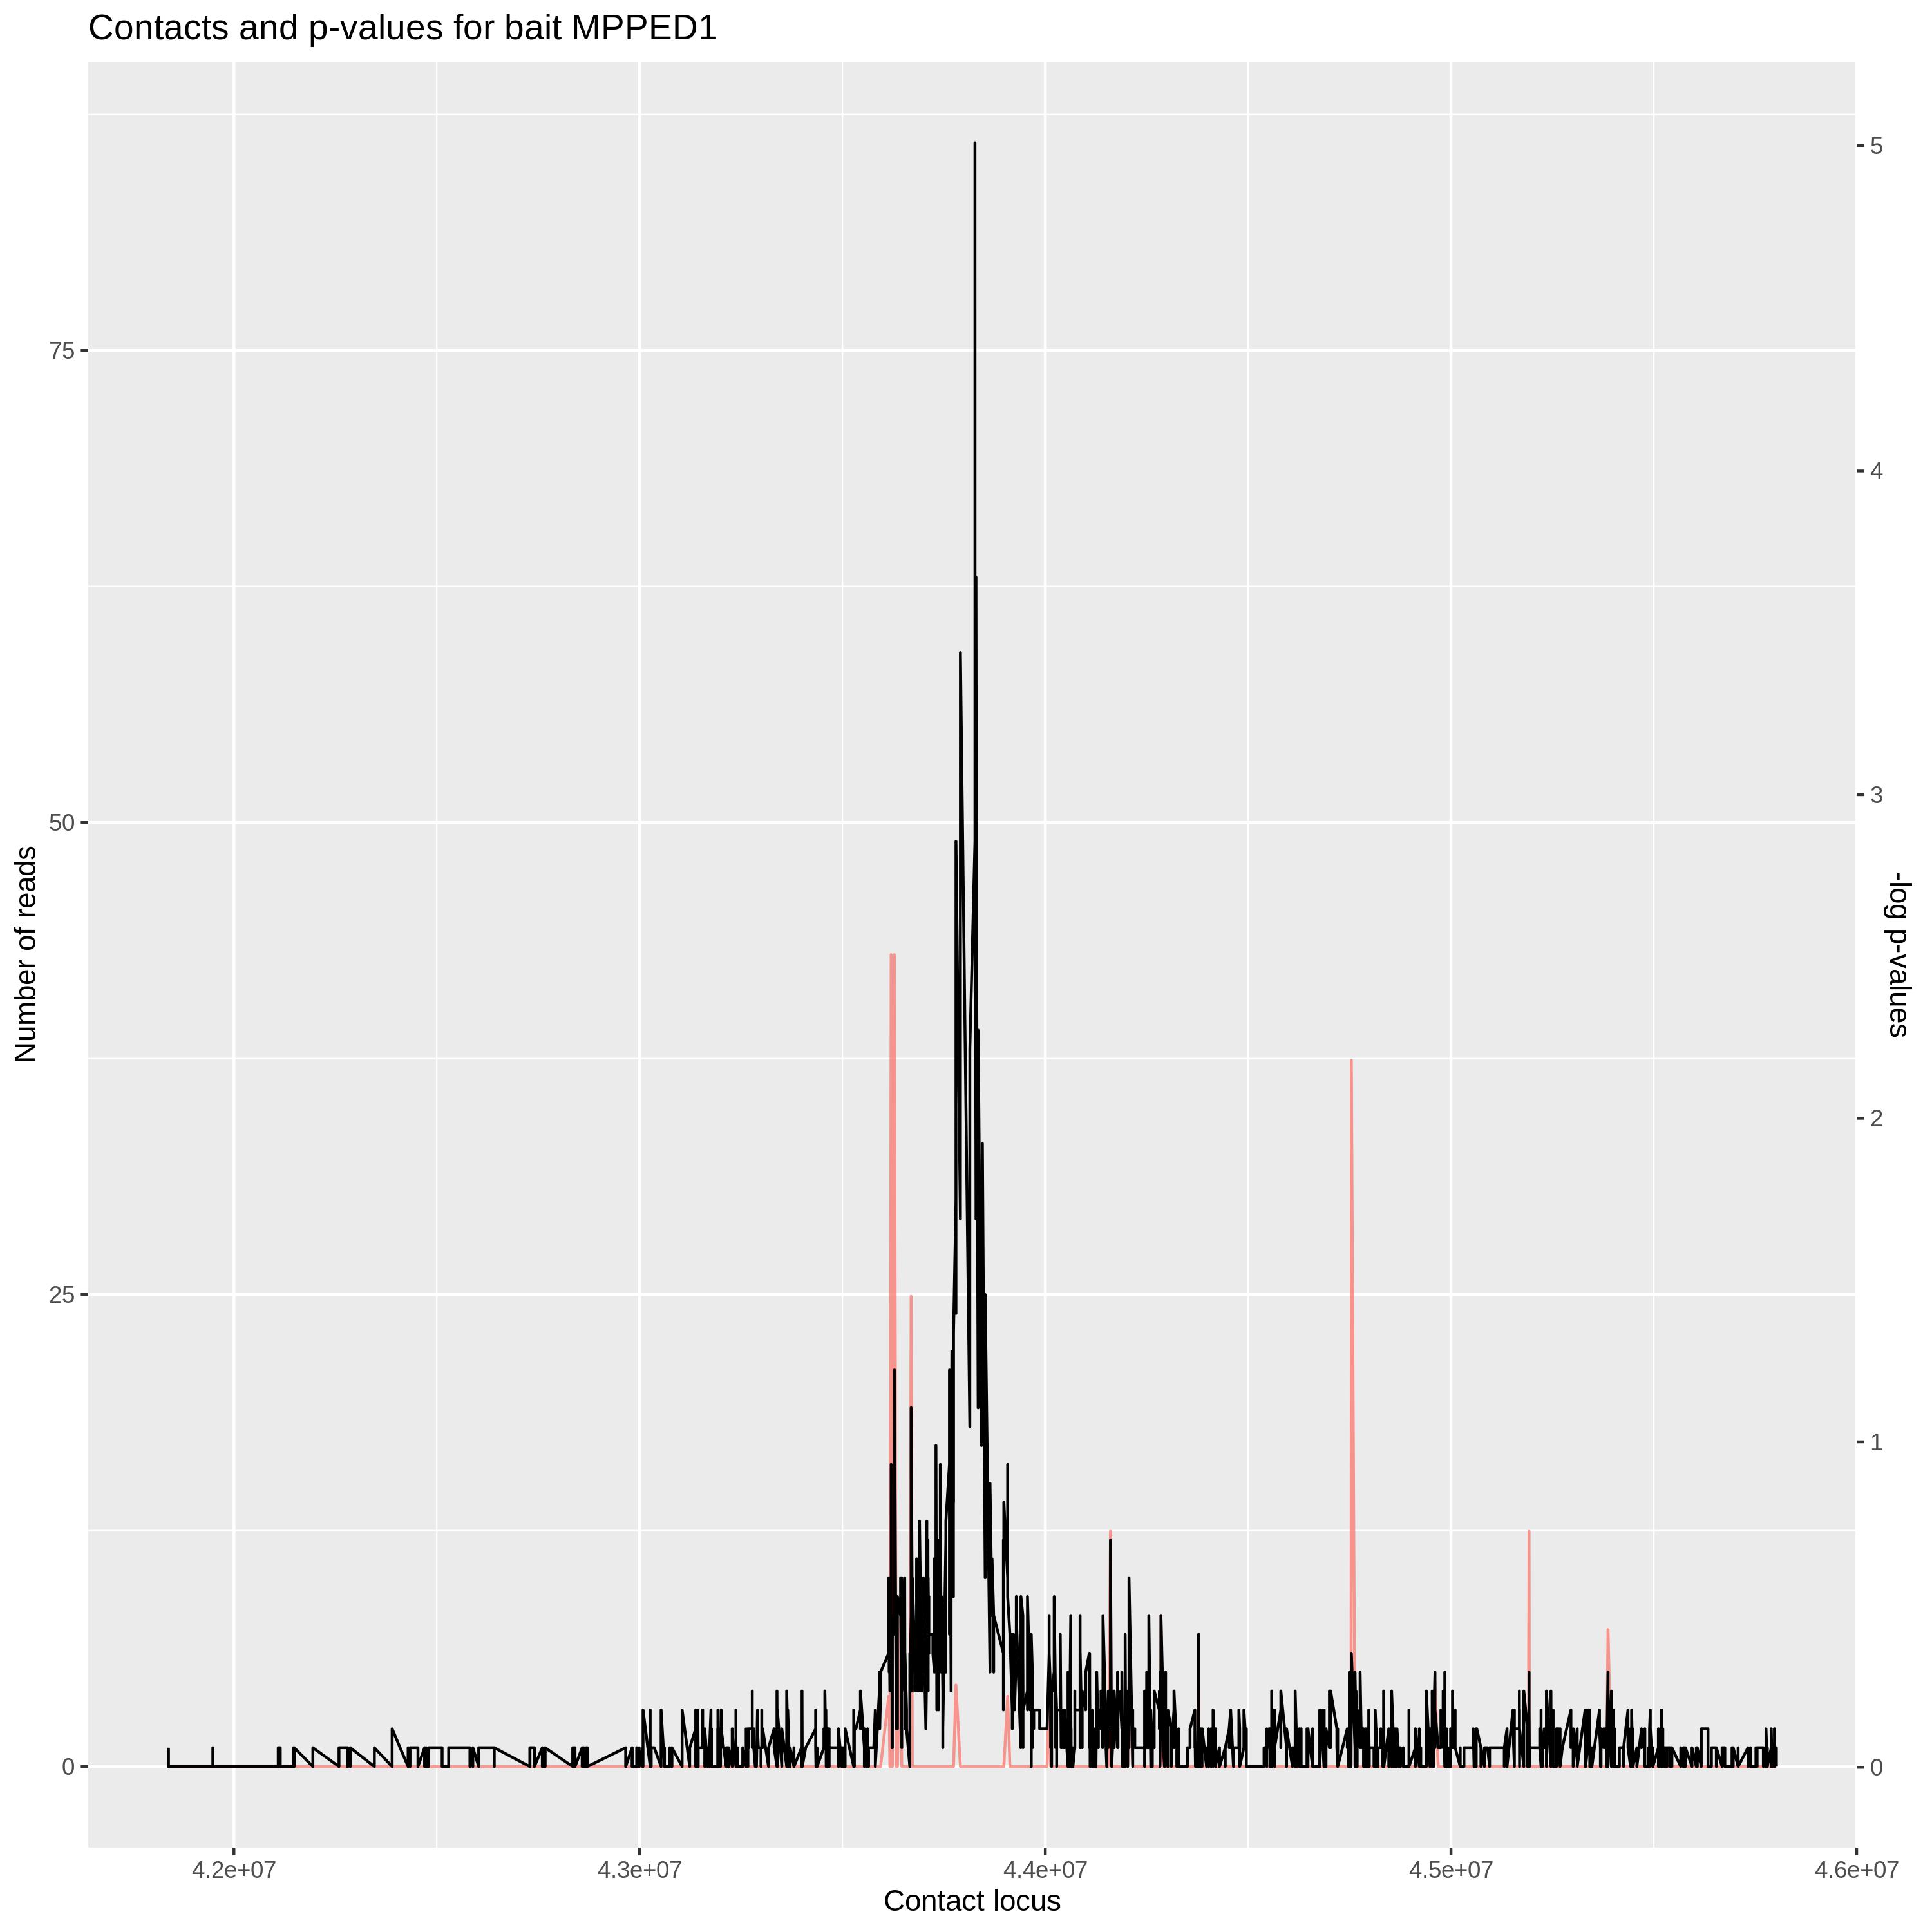 Contacts and p-values for bait MPPED1
Number of reads
75
50
25
0
5
4
3
2
1
0
-log p-values
4.2e+07
4.3e+07
4.4e+07
4.5e+07
4.6e+07
Contact locus